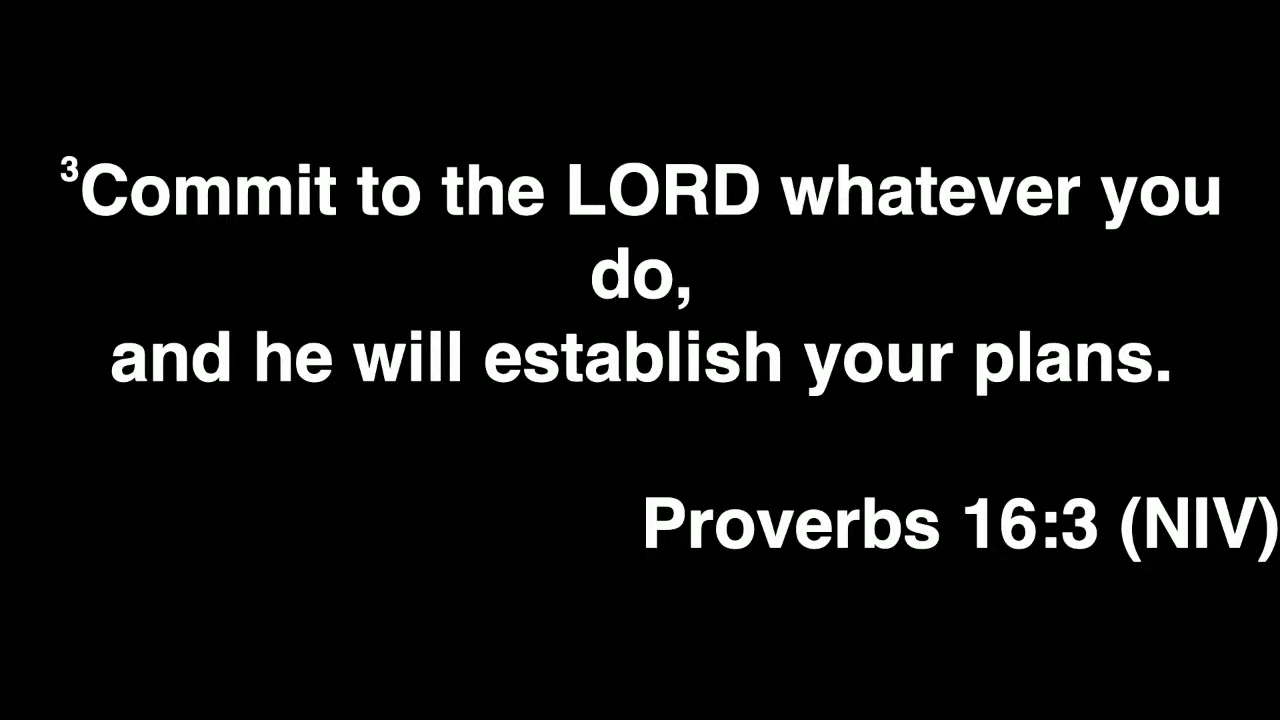 ³Commit to the LORD whatever you
do,
and he will establish your plans.
Proverbs 16:3 (NIV)